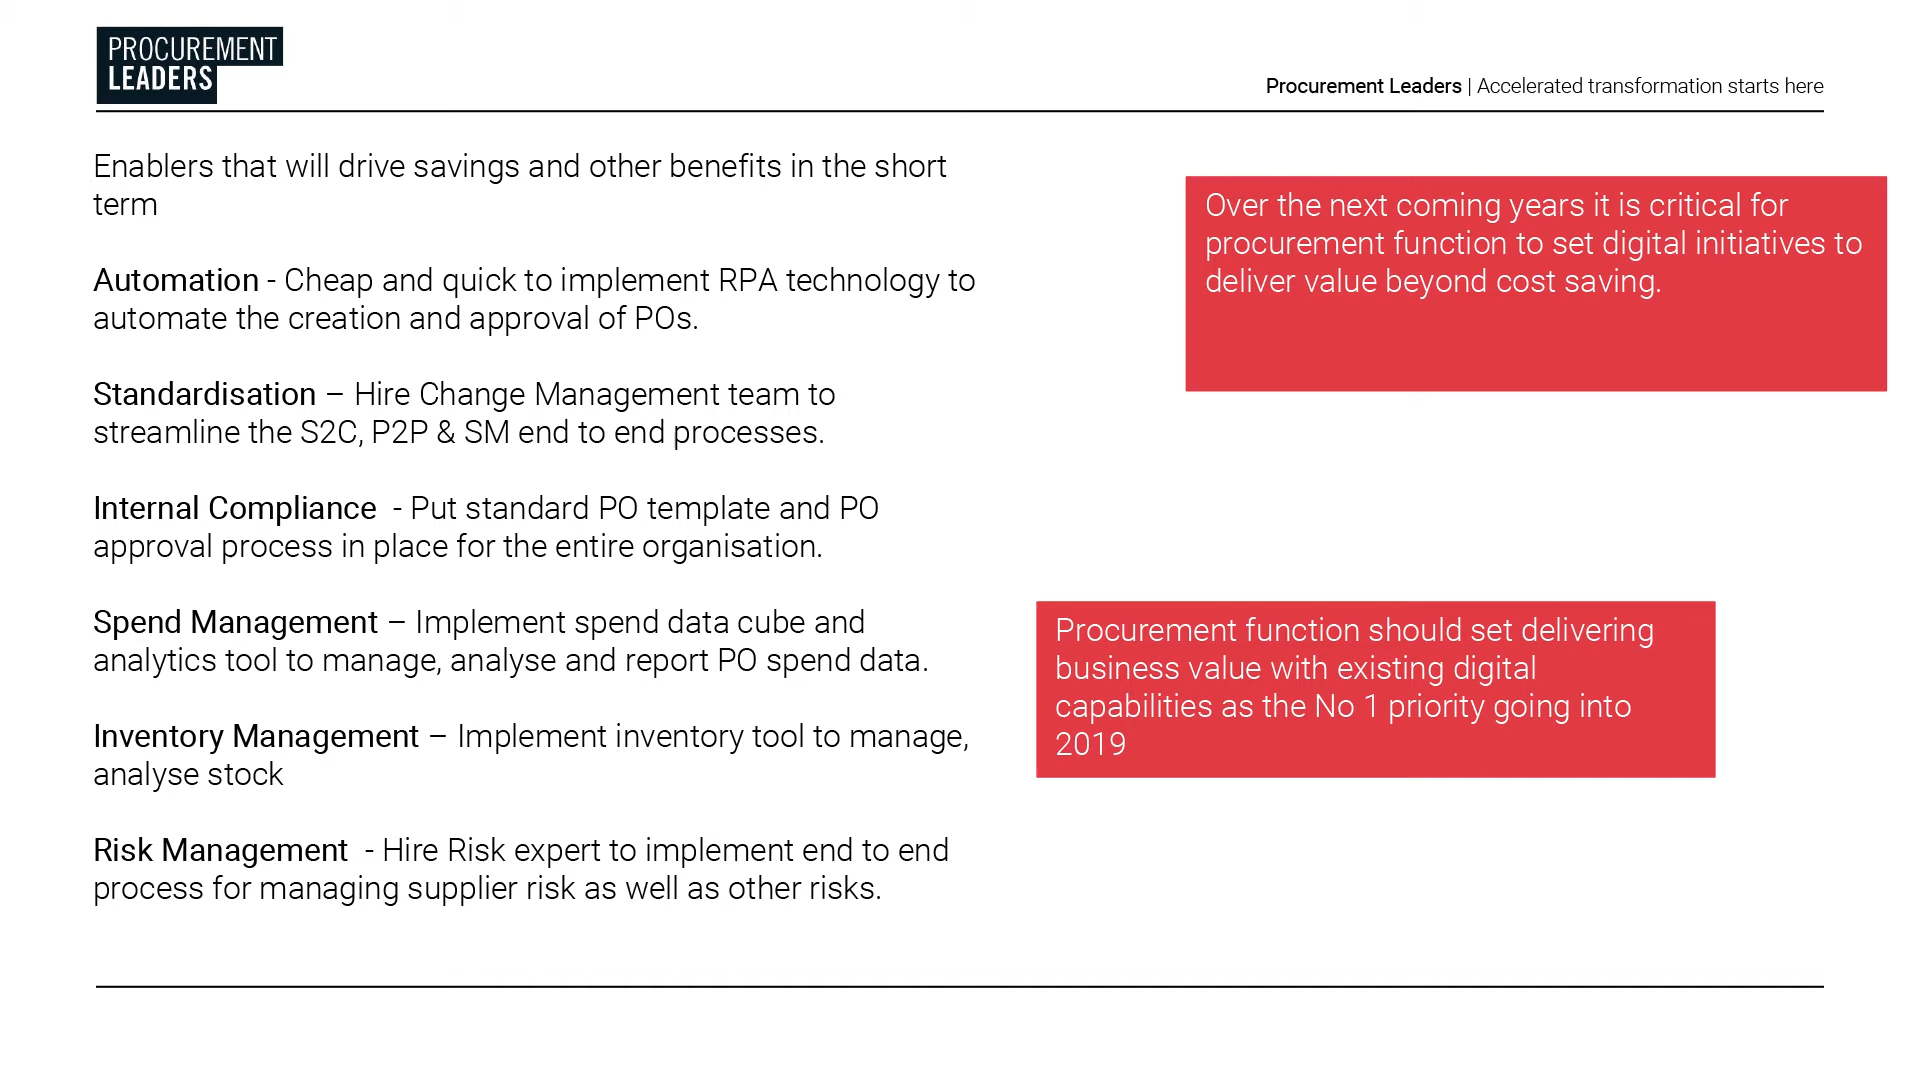 PROCUREMENT
LEADERS
Procurement Leaders | Accelerated transformation starts here
Enablers that will drive savings and other benefits in the short
term
Automation - Cheap and quick to implement RPA technology to
automate the creation and approval of POs.
Standardisation – Hire Change Management team to
streamline the S2C, P2P & SM end to end processes.
Internal Compliance  - Put standard PO template and PO
approval process in place for the entire organisation.
Spend Management – Implement spend data cube and
analytics tool to manage, analyse and report PO spend data.
Inventory Management – Implement inventory tool to manage,
analyse stock
Risk Management  - Hire Risk expert to implement end to end
process for managing supplier risk as well as other risks.
Over the next coming years it is critical for
procurement function to set digital initiatives to
deliver value beyond cost saving.
Procurement function should set delivering
business value with existing digital
capabilities as the No 1 priority going into
2019